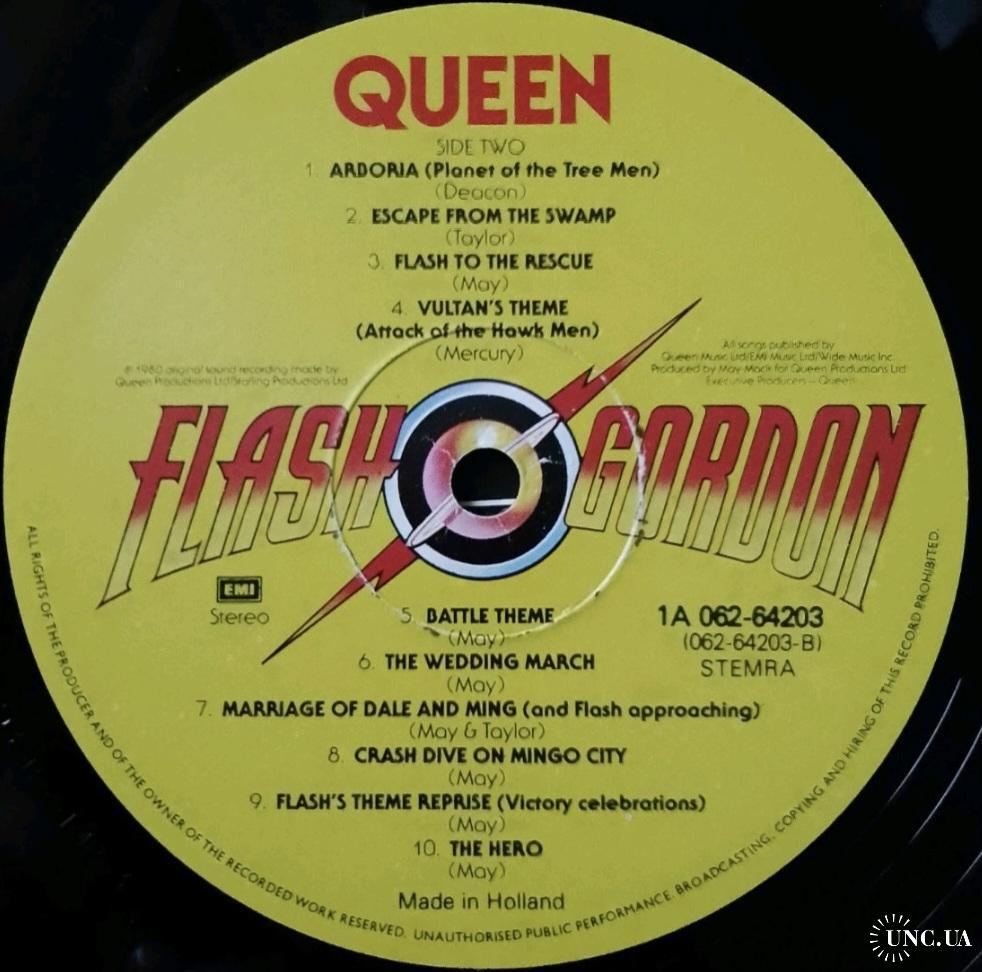 QUEEN
SIDE TWO
1. ARBORIA (Planet of the Tree Men)
(Deacon)
2. ESCAPE FROM THE SWAMP
(Taylor)
3. FLASH TO THE RESCUE
(May)
4. VULTAN'S THEME
(Attack of the Hawk Men)
(Mercury)
℗ 1980 original sound recording made by
Queen Productions Ltd/Starling Productions Ltd
All songs published by
Queen Music Ltd/EMI Music Ltd/Wide Music Inc.
Produced by May-Mack for Queen Productions Ltd
Executive Producers – Queen
FLASH GORDON
EMI
Stereo
1A 062-64203
(062-64203-B)
STEMRA
5. BATTLE THEME
(May)
6. THE WEDDING MARCH
(May)
7. MARRIAGE OF DALE AND MING (and Flash approaching)
(May & Taylor)
8. CRASH DIVE ON MINGO CITY
(May)
9. FLASH'S THEME REPRISE (Victory celebrations)
(May)
10. THE HERO
(May)
Made in Holland
ALL RIGHTS OF THE PRODUCER AND OF THE OWNER OF THE RECORDED WORK RESERVED. UNAUTHORISED PUBLIC PERFORMANCE, BROADCASTING, COPYING AND HIRING OF THIS RECORD PROHIBITED.
UNC.UA